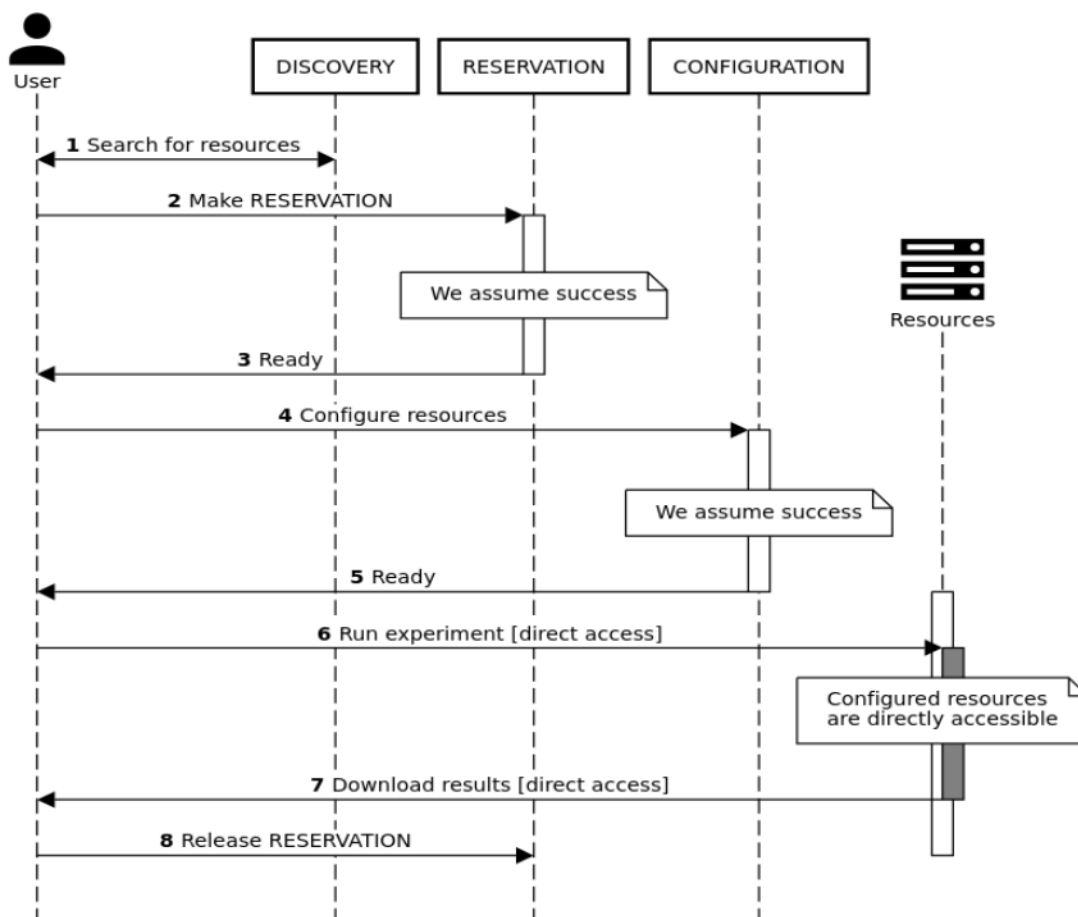 User
DISCOVERY
RESERVATION
CONFIGURATION
1 Search for resources
2 Make RESERVATION
We assume success
Resources
3 Ready
4 Configure resources
We assume success
5 Ready
6 Run experiment [direct access]
Configured resources
are directly accessible
7 Download results [direct access]
8 Release RESERVATION